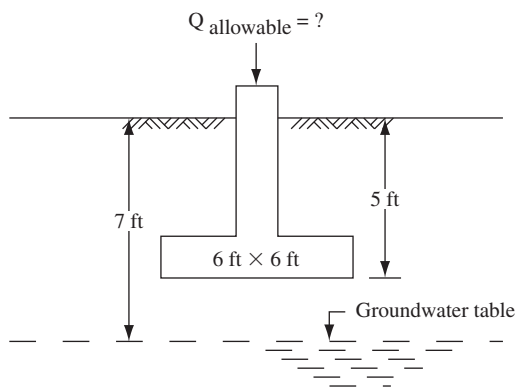 Q allowable = ?
5 ft
7 ft
6 ft × 6 ft
Groundwater table